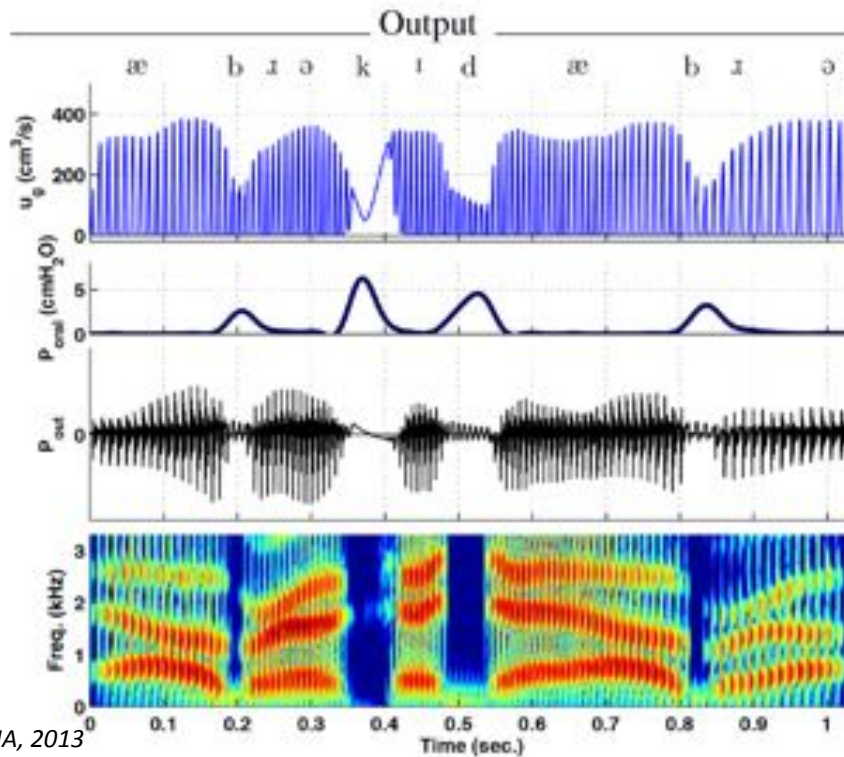 Output
æ b ɹ ə k ɪ d æ b ɹ ə
400
200
0
u_g (cm³/s)
5
0
P_oral (cmH_2O)
0
P_out
3
2
1
0
Freq. (kHz)
0 0.1 0.2 0.3 0.4 0.5 0.6 0.7 0.8 0.9 1
Time (sec.)
2013